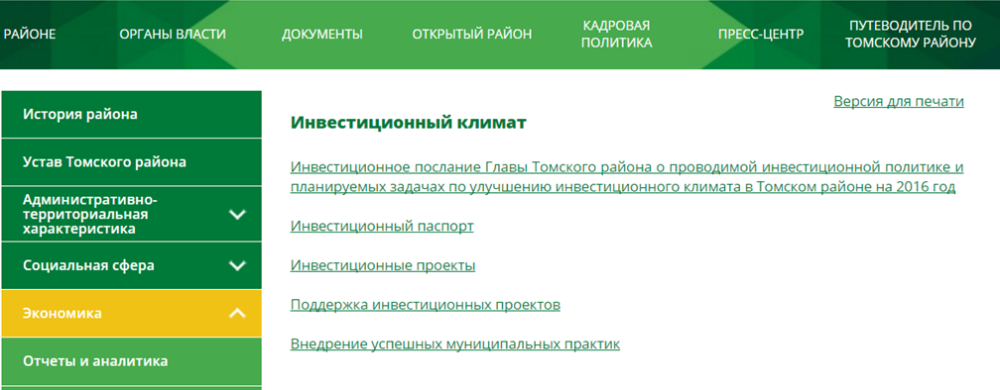 РАЙОНЕ
ОРГАНЫ ВЛАСТИ
ДОКУМЕНТЫ
ОТКРЫТЫЙ РАЙОН
КАДРОВАЯ
ПОЛИТИКА
ПРЕСС-ЦЕНТР
ПУТЕВОДИТЕЛЬ ПО
ТОМСКОМУ РАЙОНУ
История района
Устав Томского района
Административно-
территориальная
характеристика
Социальная сфера
Экономика
Отчеты и аналитика
Версия для печати
Инвестиционный климат
Инвестиционное послание Главы Томского района о проводимой инвестиционной политике и
планируемых задачах по улучшению инвестиционного климата в Томском районе на 2016 год
Инвестиционный паспорт
Инвестиционные проекты
Поддержка инвестиционных проектов
Внедрение успешных муниципальных практик